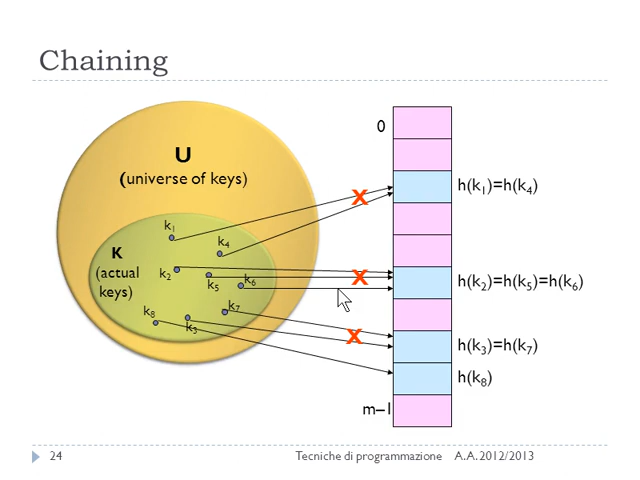 Chaining
U
(universe of keys)
K
(actual
keys)
k1
k4
k2
k5
k6
k7
k8
k3
X
X
X
0
m–1
h(k1)=h(k4)
h(k2)=h(k5)=h(k6)
h(k3)=h(k7)
h(k8)
24
Tecniche di programmazione A.A. 2012/2013